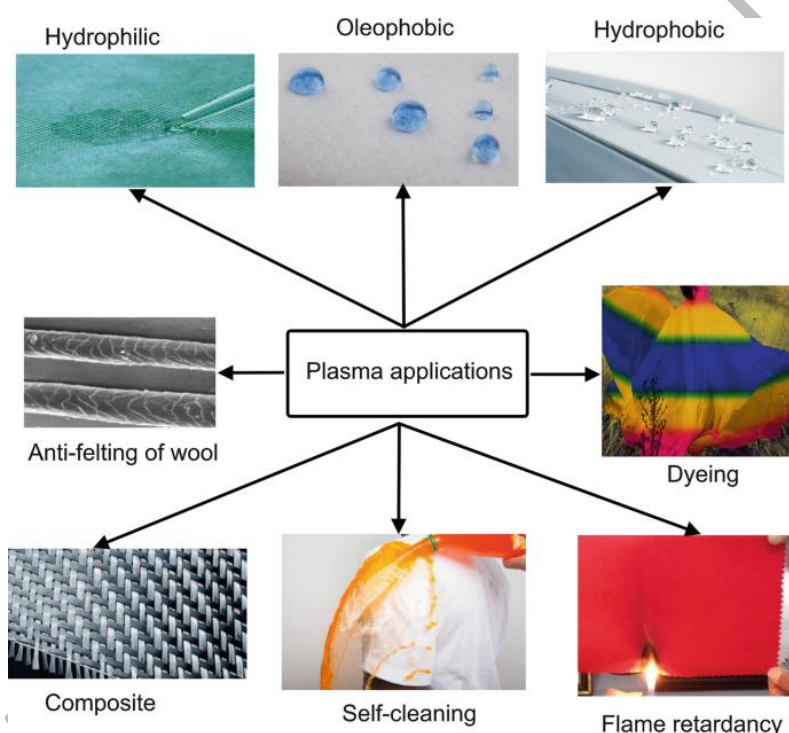 Hydrophilic
Oleophobic
Hydrophobic
Plasma applications
Anti-felting of wool
Dyeing
Composite
Self-cleaning
Flame retardancy